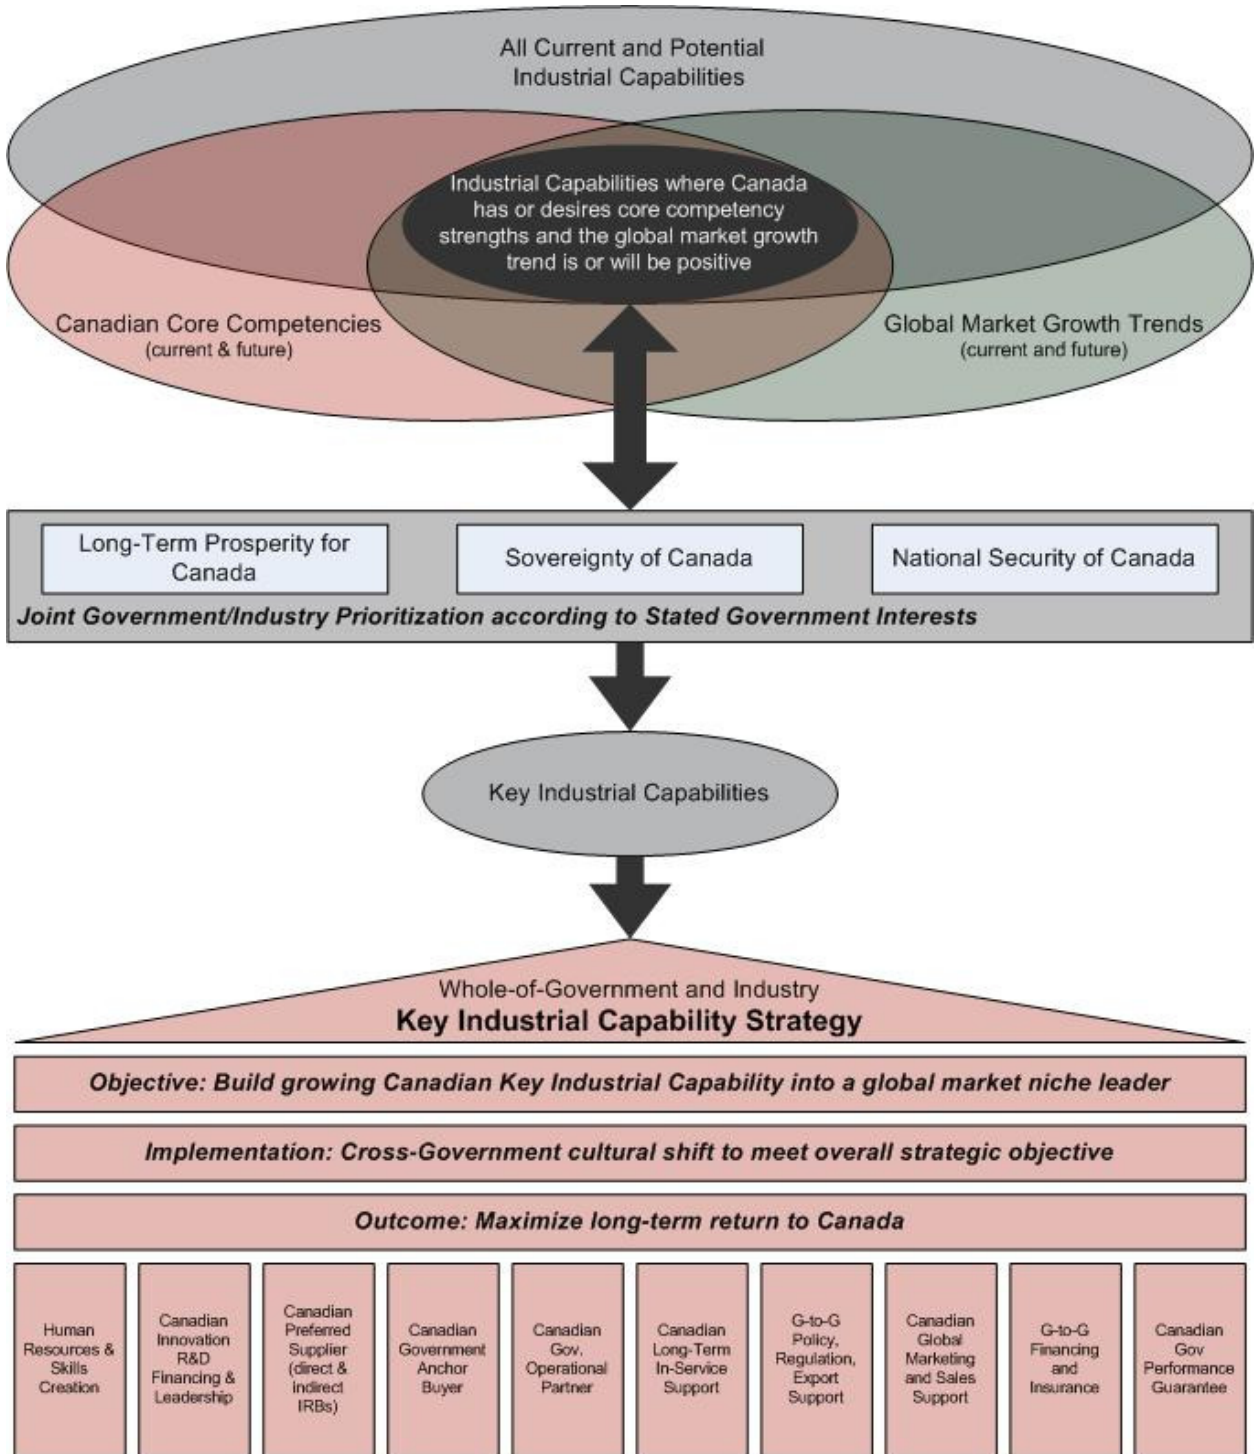 All Current and Potential
Industrial Capabilities
Industrial Capabilities where Canada
has or desires core competency
strengths and the global market growth
trend is or will be positive
Canadian Core Competencies
(current & future)
Global Market Growth Trends
(current and future)
Long-Term Prosperity for
Canada
Sovereignty of Canada
National Security of Canada
Joint Government/Industry Prioritization according to Stated Government Interests
Key Industrial Capabilities
Whole-of-Government and Industry
Key Industrial Capability Strategy
Objective: Build growing Canadian Key Industrial Capability into a global market niche leader
Implementation: Cross-Government cultural shift to meet overall strategic objective
Outcome: Maximize long-term return to Canada
Human
Resources &
Skills
Creation
Canadian
Innovation
R&D
Financing &
Leadership
Canadian
Preferred
Supplier
(direct &
indirect
IRBs)
Canadian
Government
Anchor
Buyer
Canadian
Gov.
Operational
Partner
Canadian
Long-Term
In-Service
Support
G-to-G
Policy,
Regulation,
Export
Support
Canadian
Global
Marketing
and Sales
Support
G-to-G
Financing
and
Insurance
Canadian
Gov
Performance
Guarantee